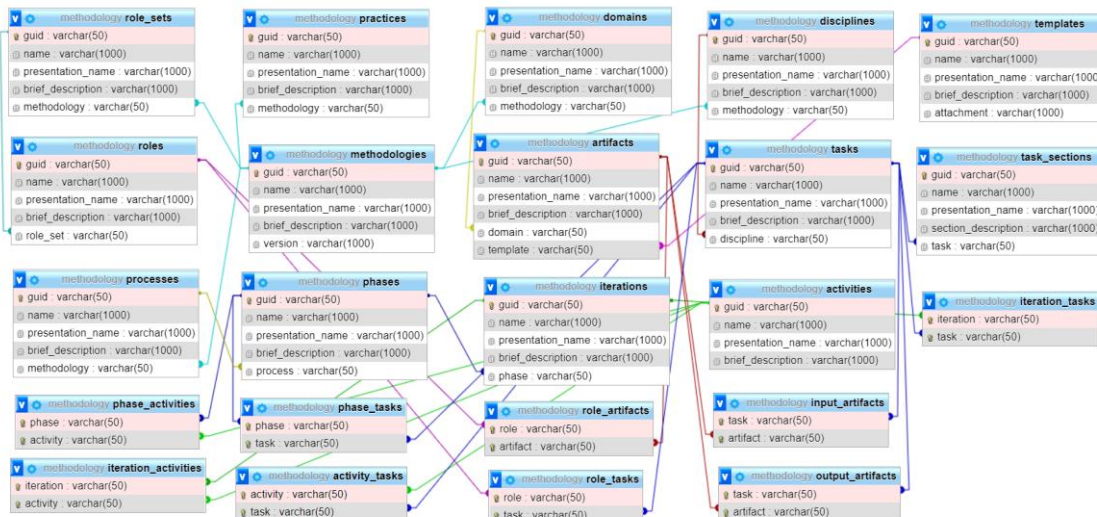 methodology role_sets
guid : varchar(50)
name : varchar(1000)
presentation_name : varchar(1000)
brief_description : varchar(1000)
methodology : varchar(50)
methodology practices
guid : varchar(50)
name : varchar(1000)
presentation_name : varchar(1000)
brief_description : varchar(1000)
methodology : varchar(50)
methodology domains
guid : varchar(50)
name : varchar(1000)
presentation_name : varchar(1000)
brief_description : varchar(1000)
methodology : varchar(50)
methodology disciplines
guid : varchar(50)
name : varchar(1000)
presentation_name : varchar(1000)
brief_description : varchar(1000)
methodology : varchar(50)
methodology templates
guid : varchar(50)
name : varchar(1000)
presentation_name : varchar(1000)
brief_description : varchar(1000)
attachment : varchar(50)
methodology roles
guid : varchar(50)
name : varchar(1000)
presentation_name : varchar(1000)
brief_description : varchar(1000)
role_set : varchar(50)
methodology methodologies
guid : varchar(50)
name : varchar(1000)
presentation_name : varchar(1000)
brief_description : varchar(1000)
version : varchar(1000)
methodology artifacts
guid : varchar(50)
name : varchar(1000)
presentation_name : varchar(1000)
brief_description : varchar(1000)
domain : varchar(50)
template : varchar(50)
methodology tasks
guid : varchar(50)
name : varchar(1000)
presentation_name : varchar(1000)
brief_description : varchar(1000)
discipline : varchar(50)
methodology task_sections
guid : varchar(50)
name : varchar(1000)
presentation_name : varchar(1000)
section_description : varchar(1000)
task : varchar(50)
methodology processes
guid : varchar(50)
name : varchar(1000)
presentation_name : varchar(1000)
brief_description : varchar(1000)
methodology : varchar(50)
methodology phases
guid : varchar(50)
name : varchar(1000)
presentation_name : varchar(1000)
brief_description : varchar(1000)
process : varchar(50)
methodology iterations
guid : varchar(50)
name : varchar(1000)
presentation_name : varchar(1000)
brief_description : varchar(1000)
phase : varchar(50)
methodology activities
guid : varchar(50)
name : varchar(1000)
presentation_name : varchar(1000)
brief_description : varchar(1000)
methodology iteration_tasks
iteration : varchar(50)
task : varchar(50)
methodology phase_activities
phase : varchar(50)
activity : varchar(50)
methodology phase_tasks
phase : varchar(50)
task : varchar(50)
methodology role_artifacts
role : varchar(50)
artifact : varchar(50)
methodology input_artifacts
task : varchar(50)
artifact : varchar(50)
methodology iteration_activities
iteration : varchar(50)
activity : varchar(50)
methodology activity_tasks
activity : varchar(50)
task : varchar(50)
methodology role_tasks
role : varchar(50)
task : varchar(50)
methodology output_artifacts
task : varchar(50)
artifact : varchar(50)